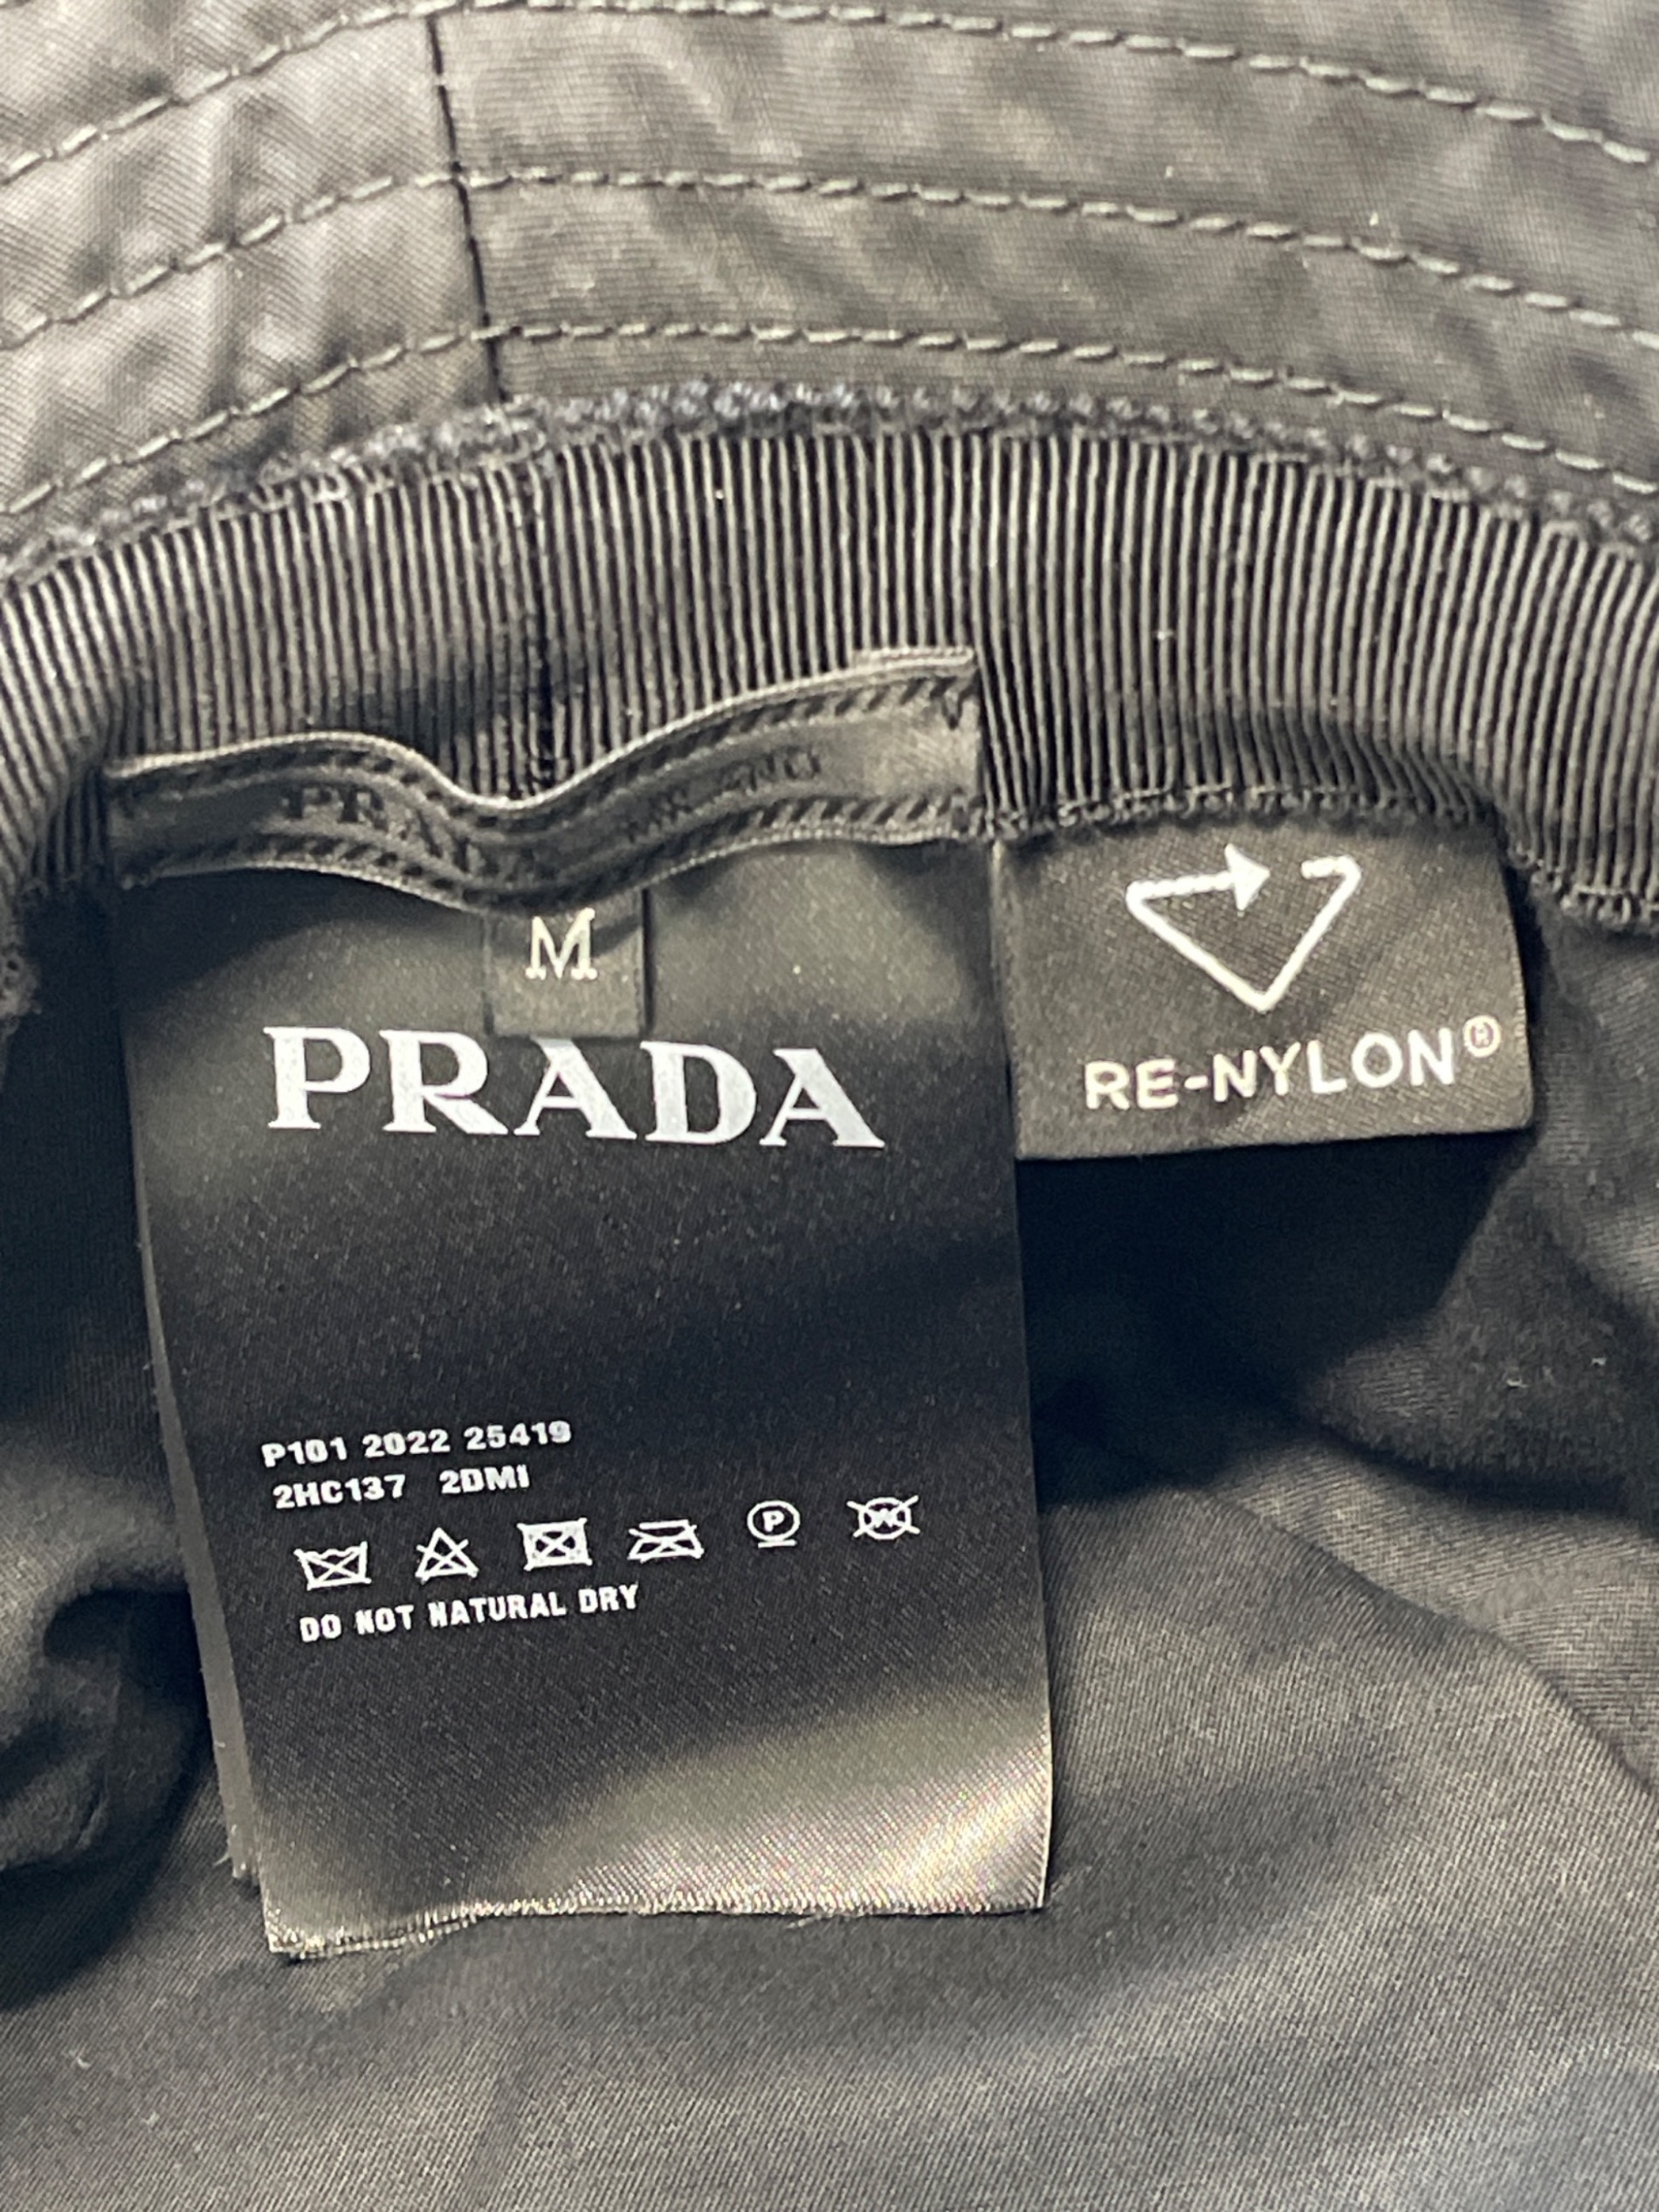 M
PRADA
RE-NYLON®
P101 2022 25419
2HC137 2DMI
P
W
DO NOT NATURAL DRY